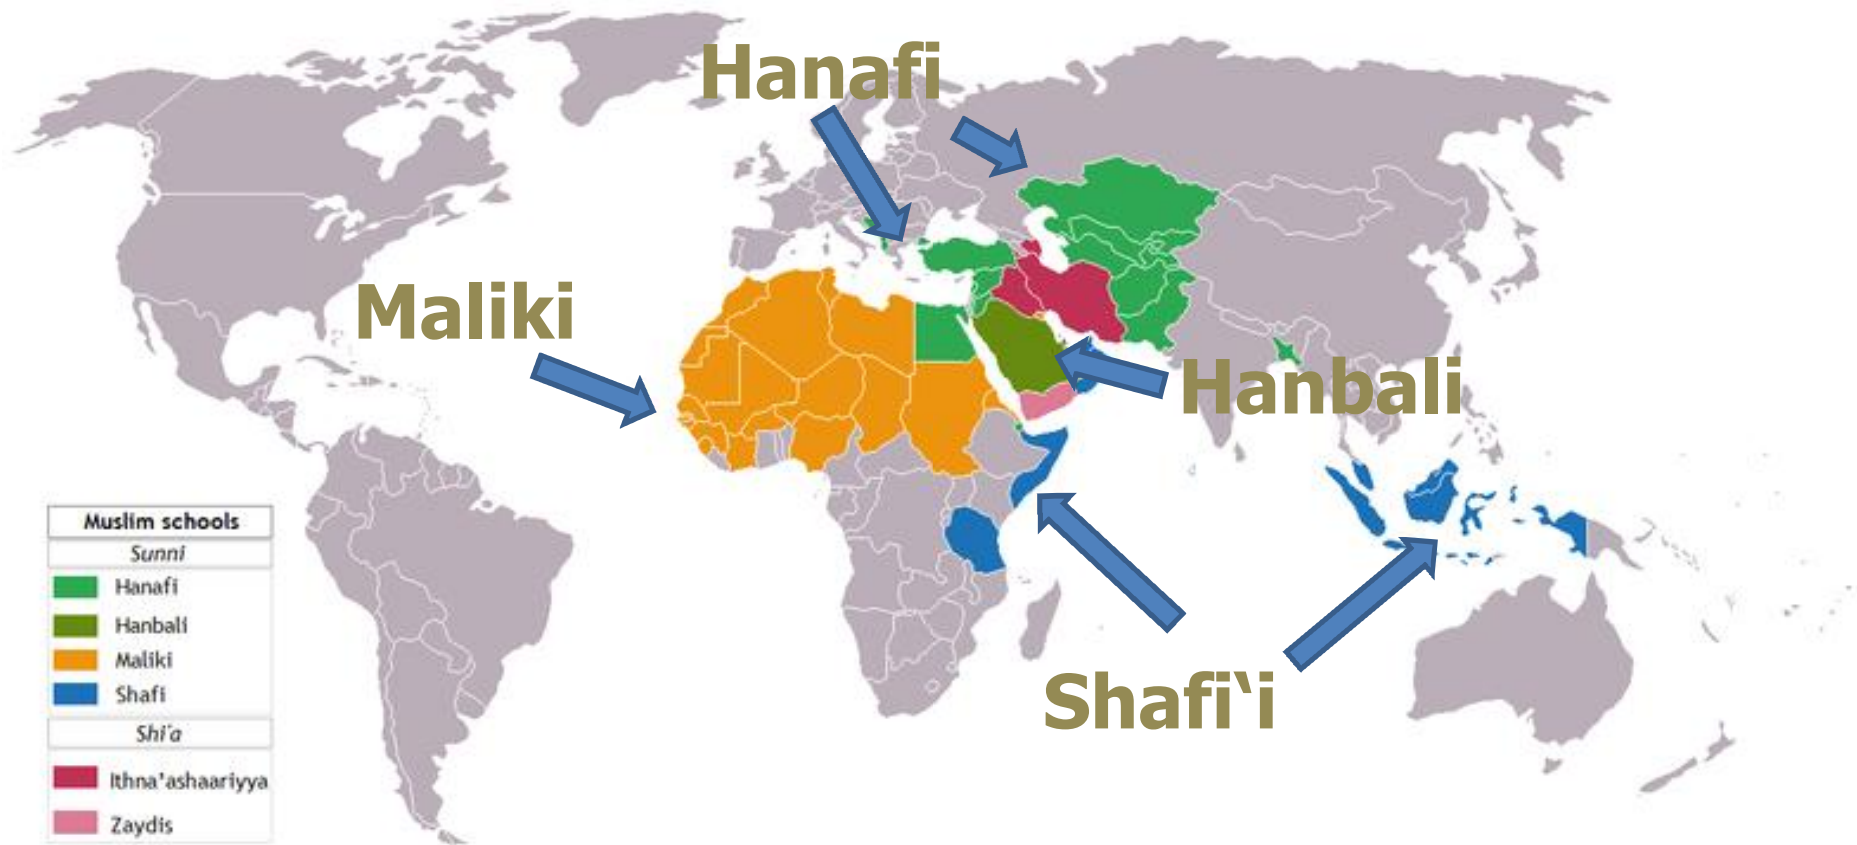 Hanafi
Maliki
Hanbali
Shafi‛i
Muslim schools
Sunni
Hanafi
Hanbali
Maliki
Shafi
Shi'a
Ithna'ashaariyya
Zaydis